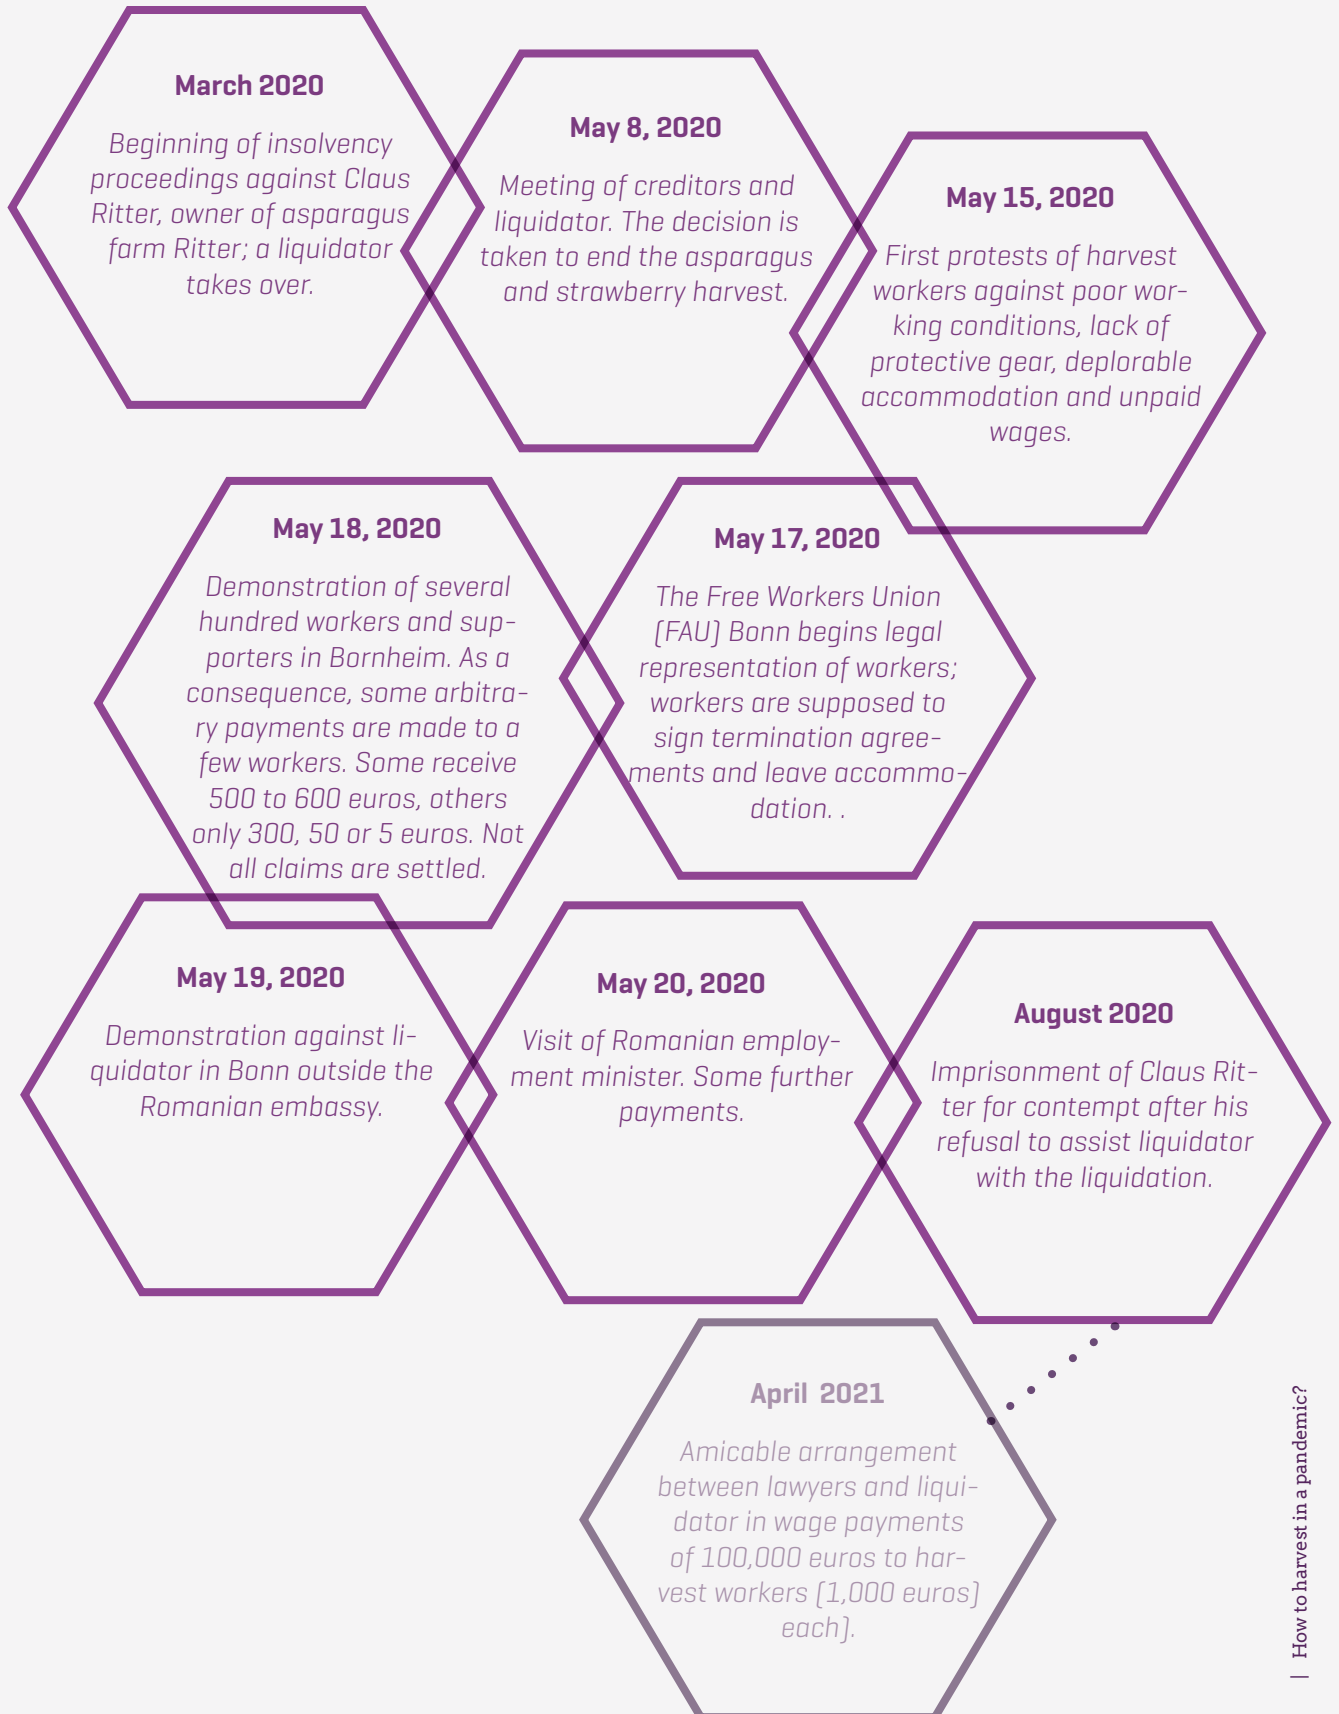 March 2020
Beginning of insolvency
proceedings against Claus
Ritter, owner of asparagus
farm Ritter; a liquidator
takes over.
May 8, 2020
Meeting of creditors and
liquidator. The decision is
taken to end the asparagus
and strawberry harvest.
May 15, 2020
First protests of harvest
workers against poor wor-
king conditions, lack of
protective gear, deplorable
accommodation and unpaid
wages.
May 18, 2020
Demonstration of several
hundred workers and sup-
porters in Bornheim. As a
consequence, some arbitra-
ry payments are made to a
few workers. Some receive
500 to 600 euros, others
only 300, 50 or 5 euros. Not
all claims are settled.
May 17, 2020
The Free Workers Union
(FAU) Bonn begins legal
representation of workers;
workers are supposed to
sign termination agree-
ments and leave accommo-
dation. .
May 19, 2020
Demonstration against li-
quidator in Bonn outside the
Romanian embassy.
May 20, 2020
Visit of Romanian employ-
ment minister. Some further
payments.
August 2020
Imprisonment of Claus Rit-
ter for contempt after his
refusal to assist liquidator
with the liquidation.
April 2021
Amicable arrangement
between lawyers and liqui-
dator in wage payments
of 100,000 euros to har-
vest workers (1,000 euros)
each).
| How to harvest in a pandemic?